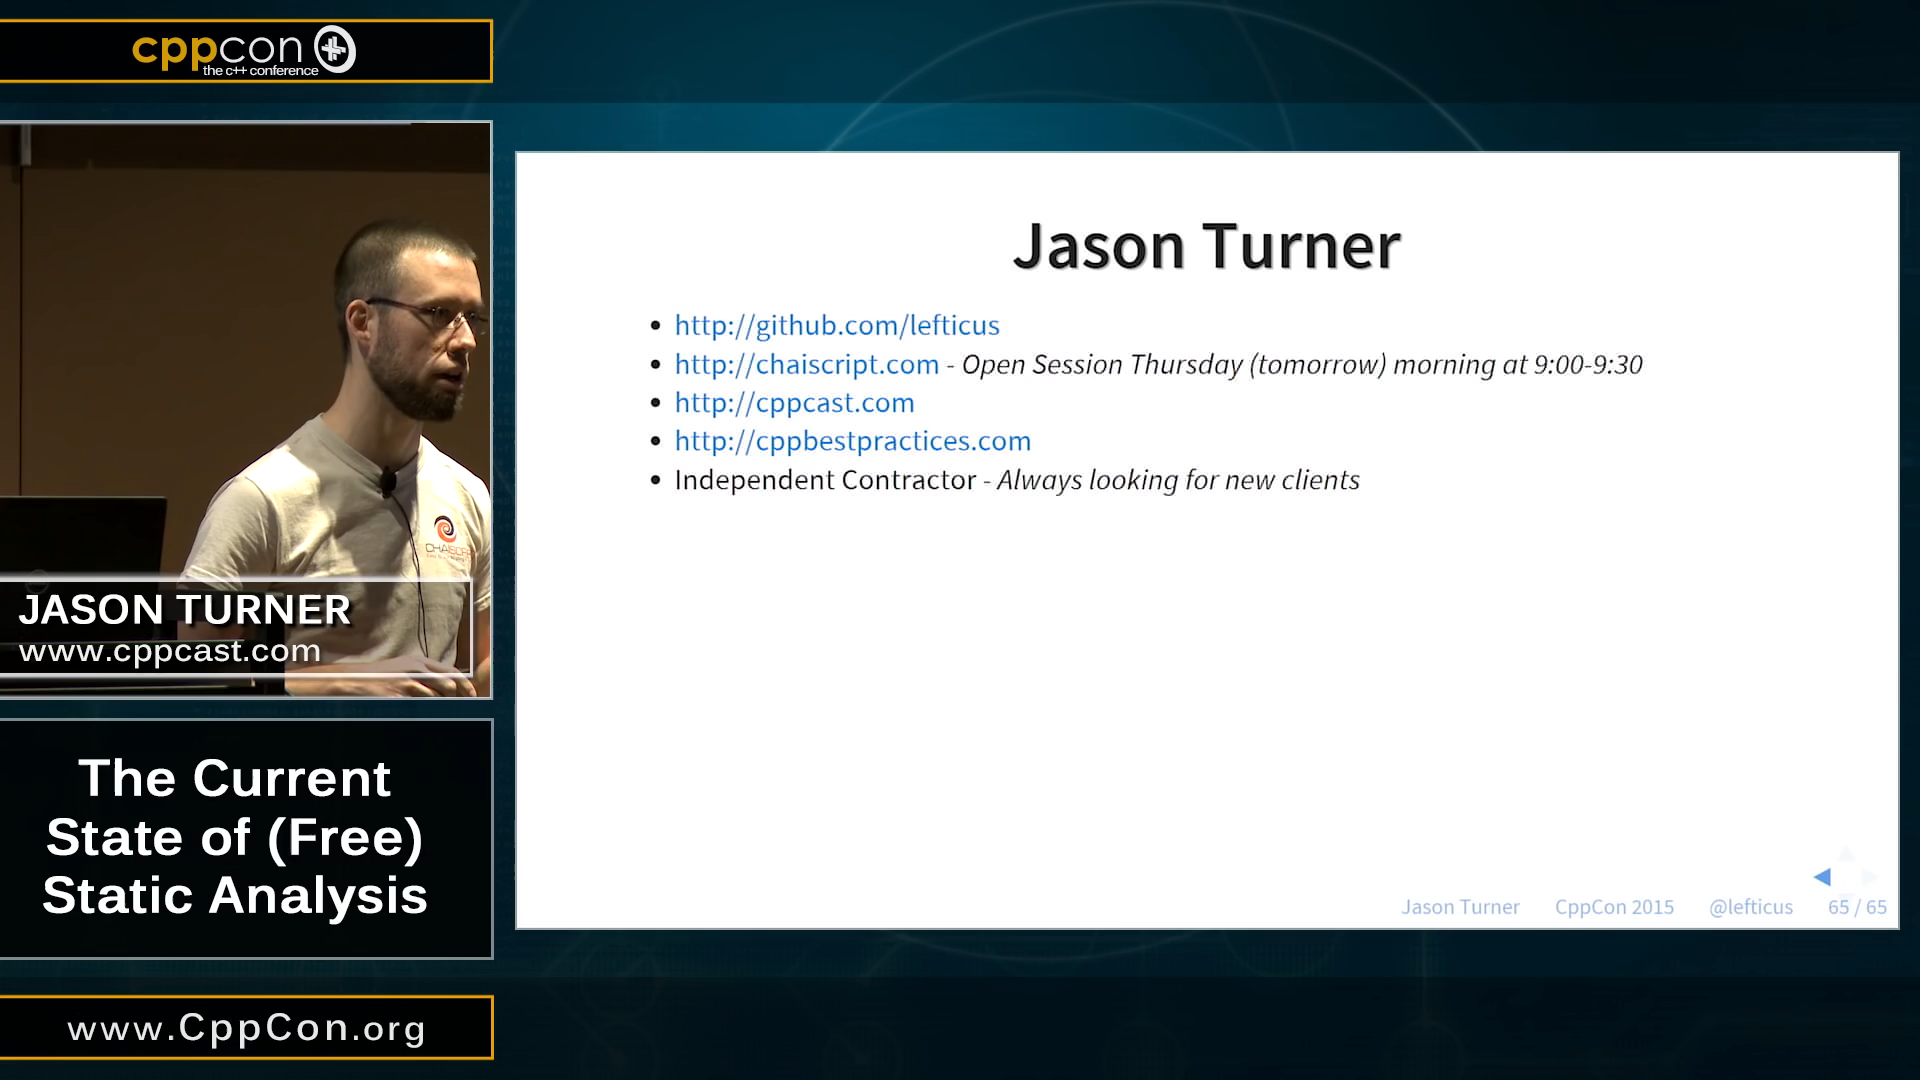 cppcon
the c++ conference
JASON TURNER
www.cppcast.com
The Current
State of (Free)
Static Analysis
www.CppCon.org
Jason Turner
http://github.com/lefticus
http://chaiscript.com - Open Session Thursday (tomorrow) morning at 9:00-9:30
http://cppcast.com
http://cppbestpractices.com
Independent Contractor - Always looking for new clients
Jason Turner CppCon 2015 @lefticus 65 / 65